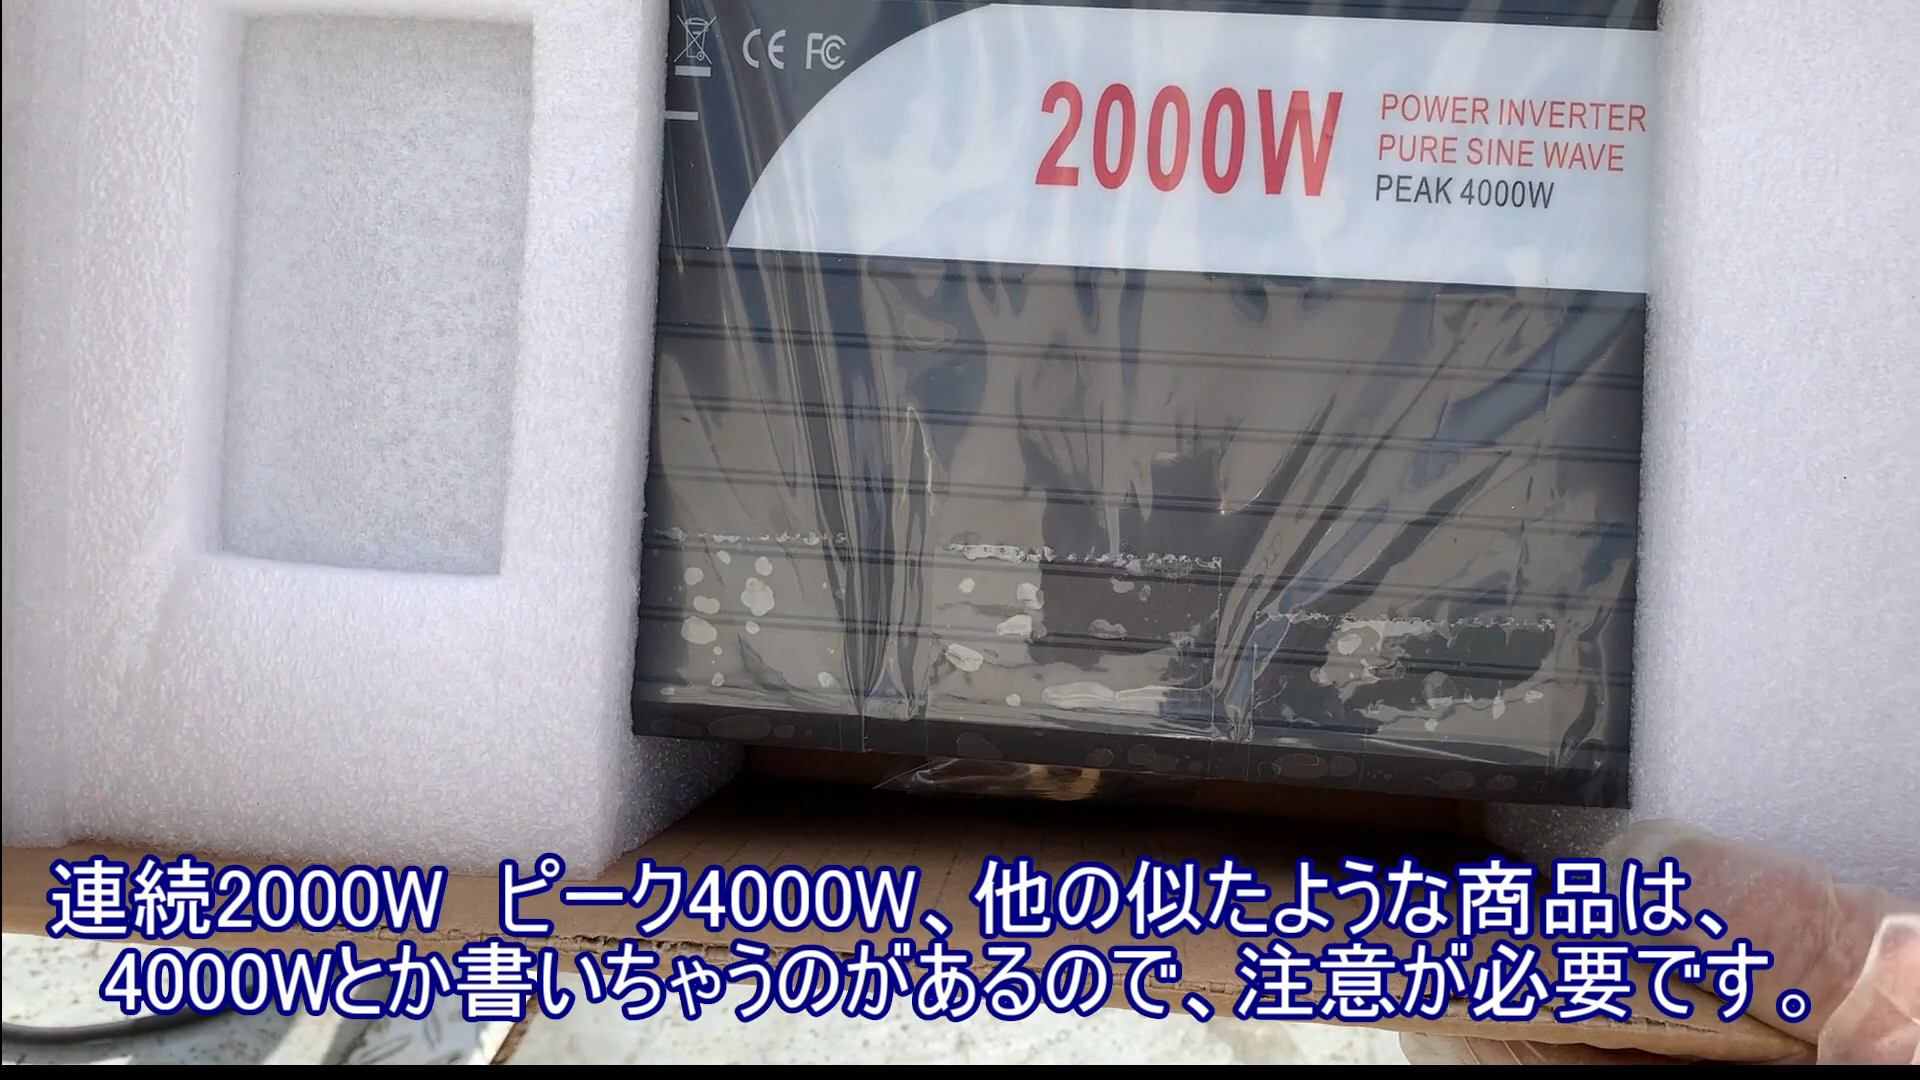 CE FC
2000W
POWER INVERTER
PURE SINE WAVE
PEAK 4000W
連続2000W　ピーク4000W、他の似たような商品は、
4000Wとか書いちゃうのがあるので、注意が必要です。